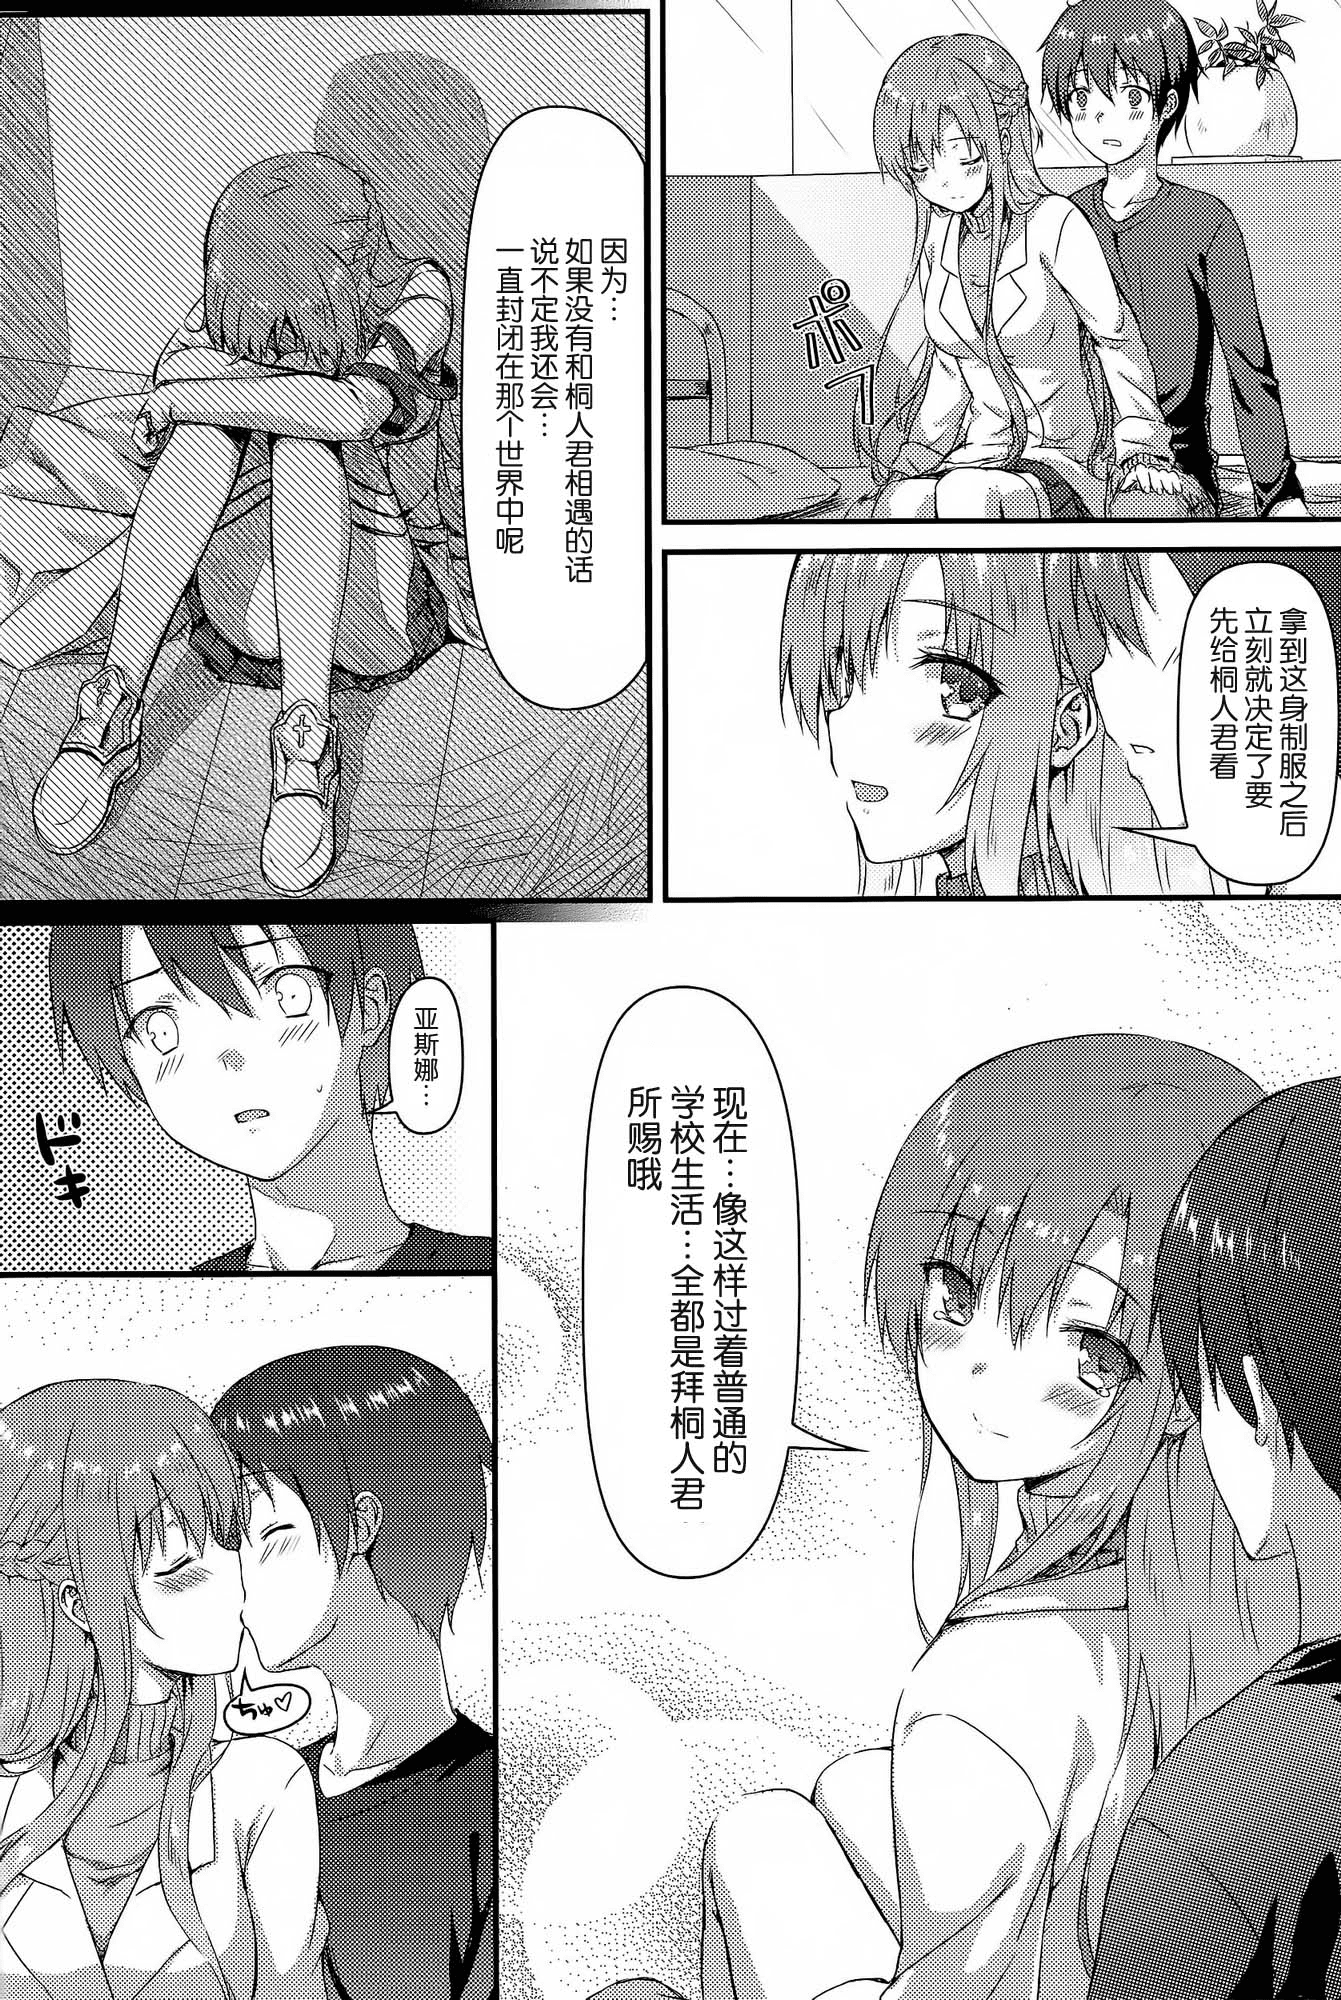 ポフ
拿到这身制服之后
立刻就决定了要
先给桐人君看
因为…
如果没有和桐人君相遇的话
说不定我还会…
一直封闭在那个世界中呢
现在…像这样过着普通的
学校生活…全都是拜桐人君
所赐哦
亚斯娜…
ドキ
ちゅ♡